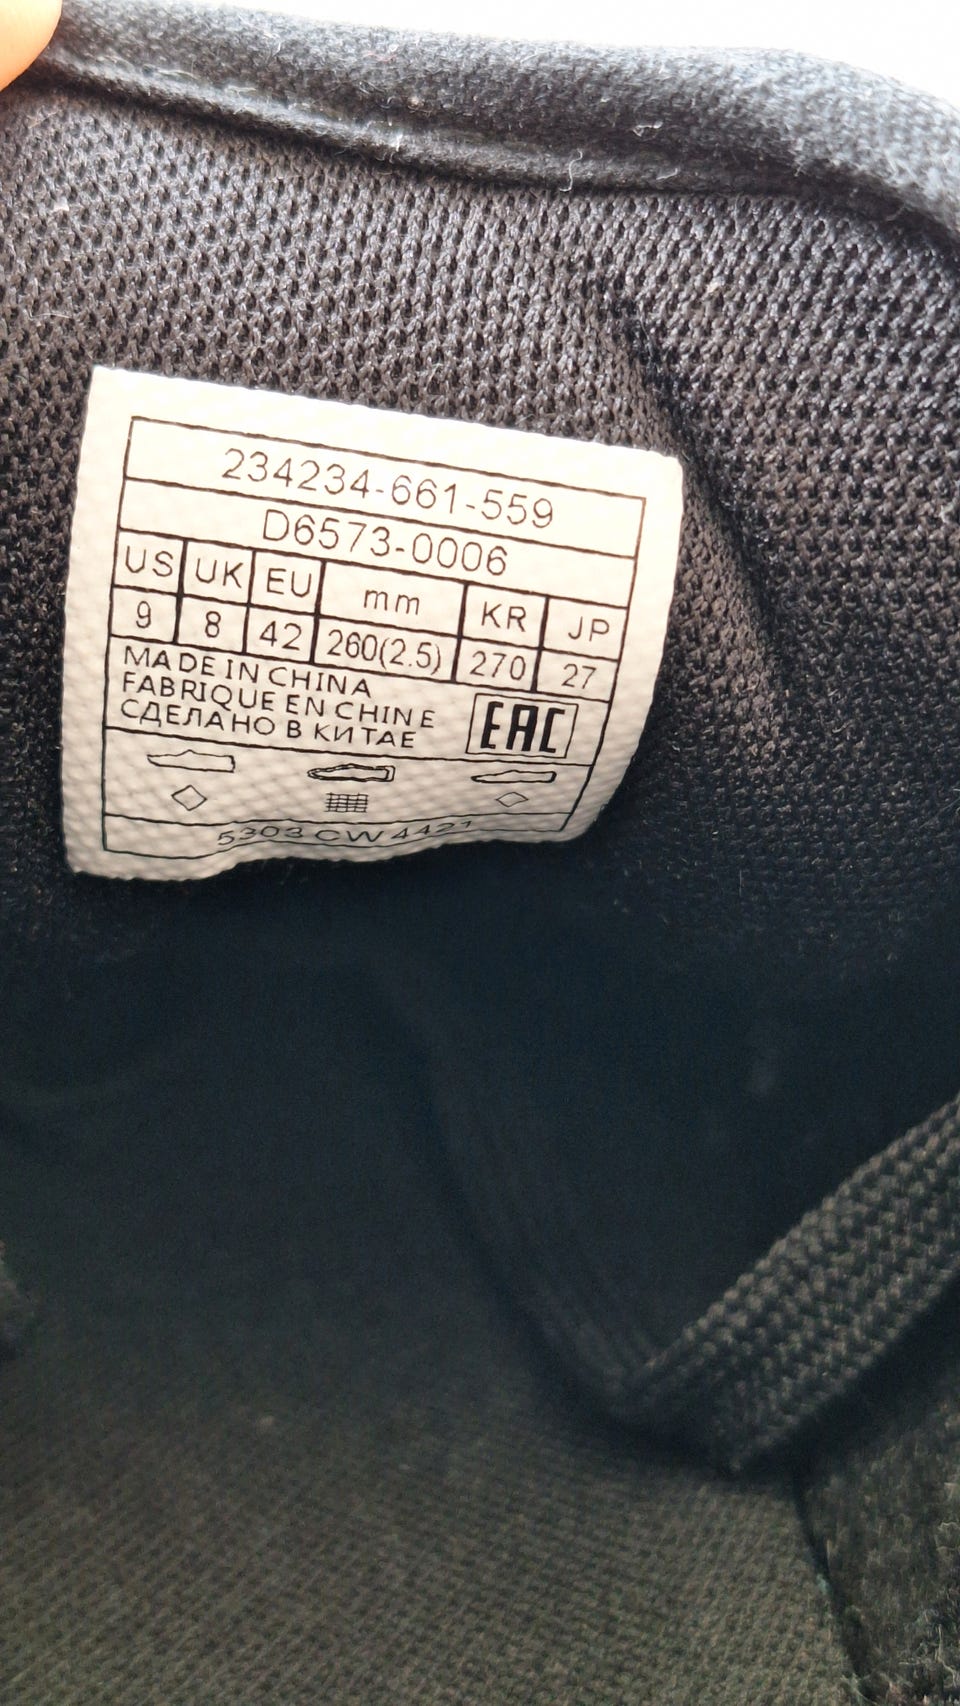 234234-661-559
D6573-0006
US UK EU mm KR JP
9 8 42 260(2.5) 270 27
MADE IN CHINA
FABRIQUE EN CHINE
СДЕЛАНО В КИТАЕ
EAC
5303 CW 4421